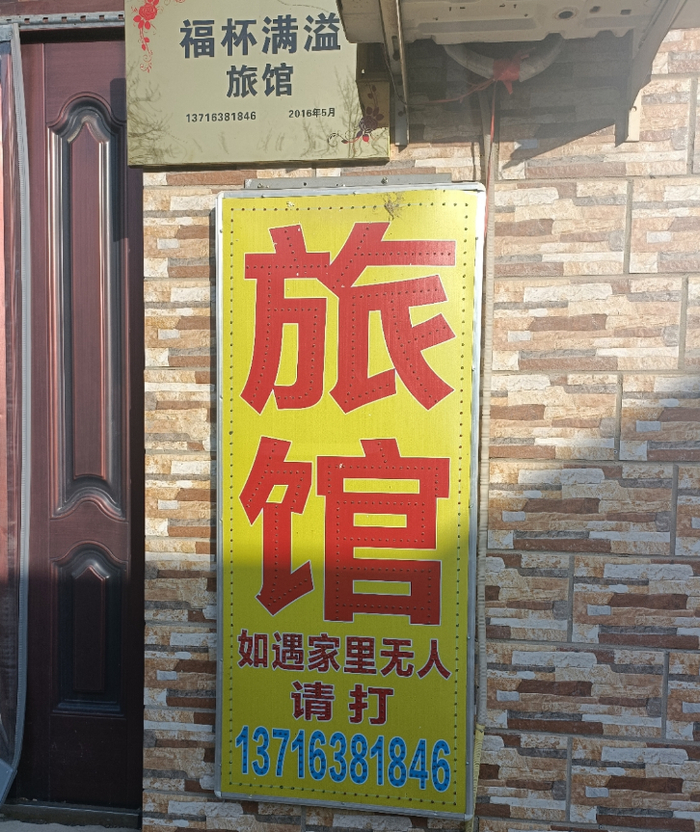 福杯满溢
旅馆
13716381846 2016年5月
旅
馆
如遇家里无人
请打
13716381846